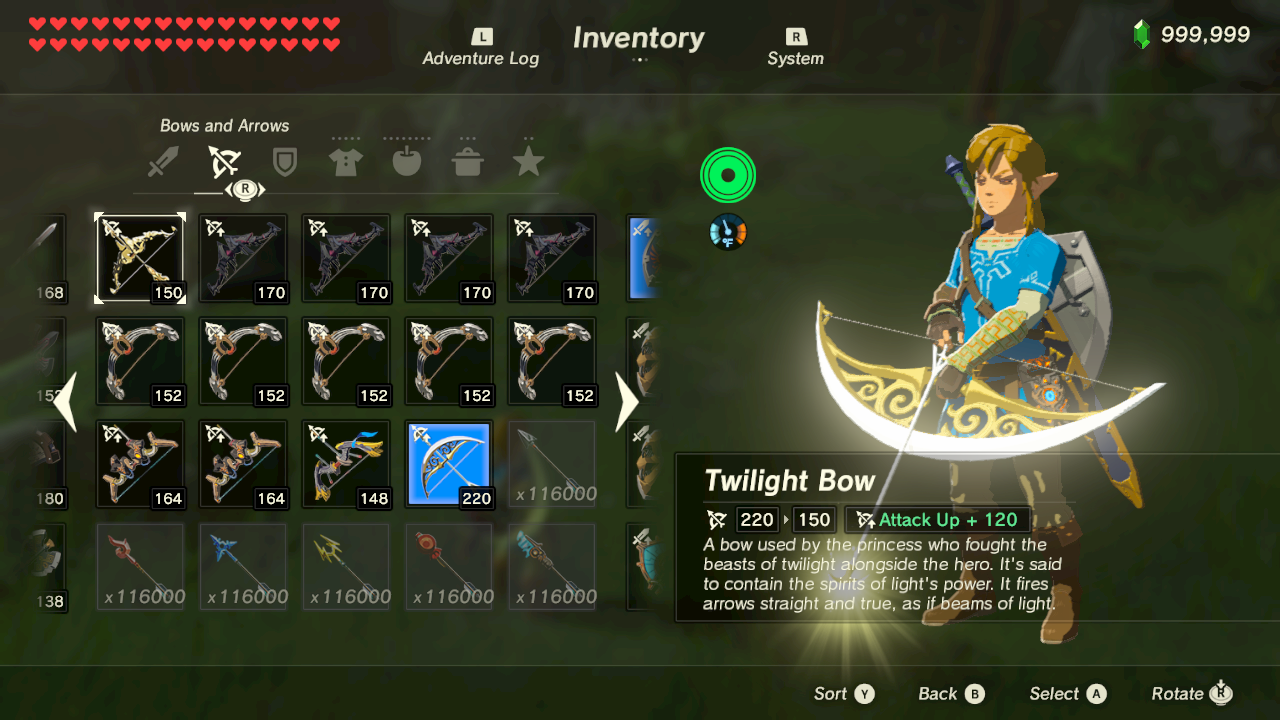 L
Inventory
R
999,999
Adventure Log
System
Bows and Arrows
R
°F
168
150
170
170
170
170
152
152
152
152
152
180
164
164
148
220
x116000
138
x116000
x116000
x116000
x116000
x116000
Twilight Bow
220 150 Attack Up + 120
A bow used by the princess who fought the
beasts of twilight alongside the hero. It's said
to contain the spirits of light's power. It fires
arrows straight and true, as if beams of light.
Sort Y Back B Select A Rotate R